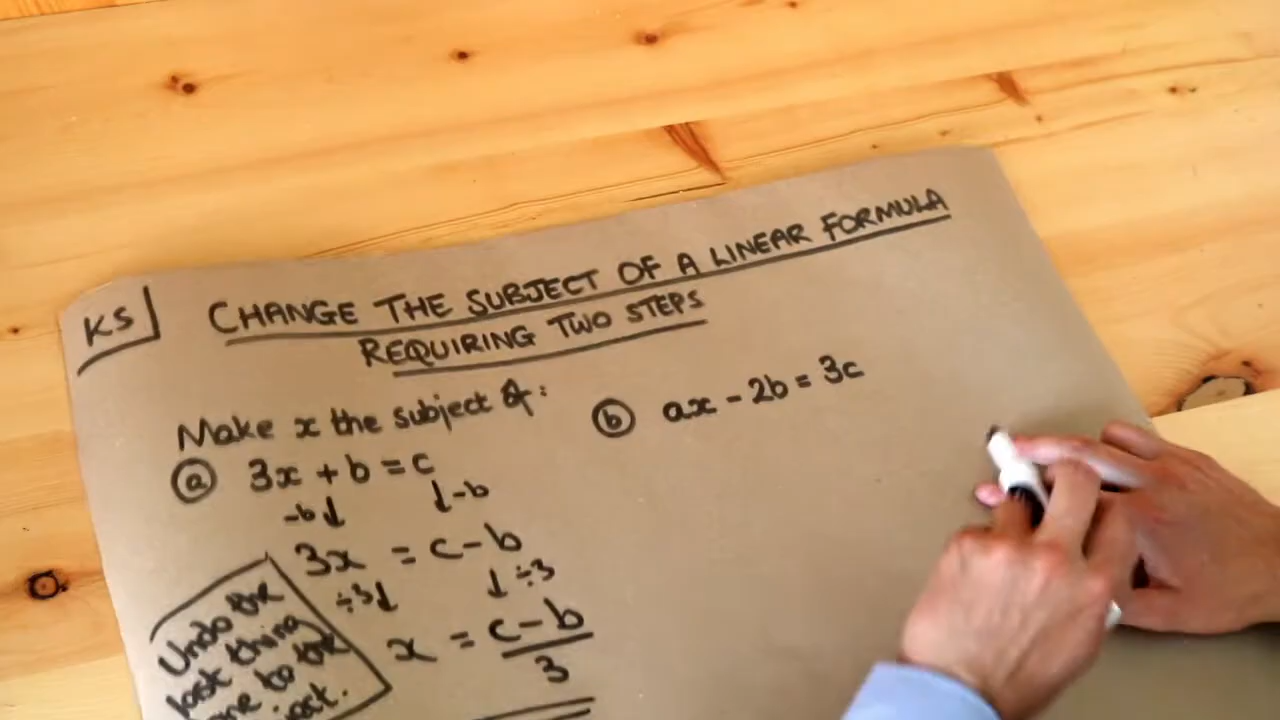 KS
CHANGE THE SUBJECT OF A LINEAR FORMULA
REQUIRING TWO STEPS
Make x the subject of:
(a) 3x + b = c
-b↓ ↓-b
3x = c - b
÷3↓ ↓÷3
x = c - b
3
Undo the
last thing
to the
(b) ax - 2b = 3c